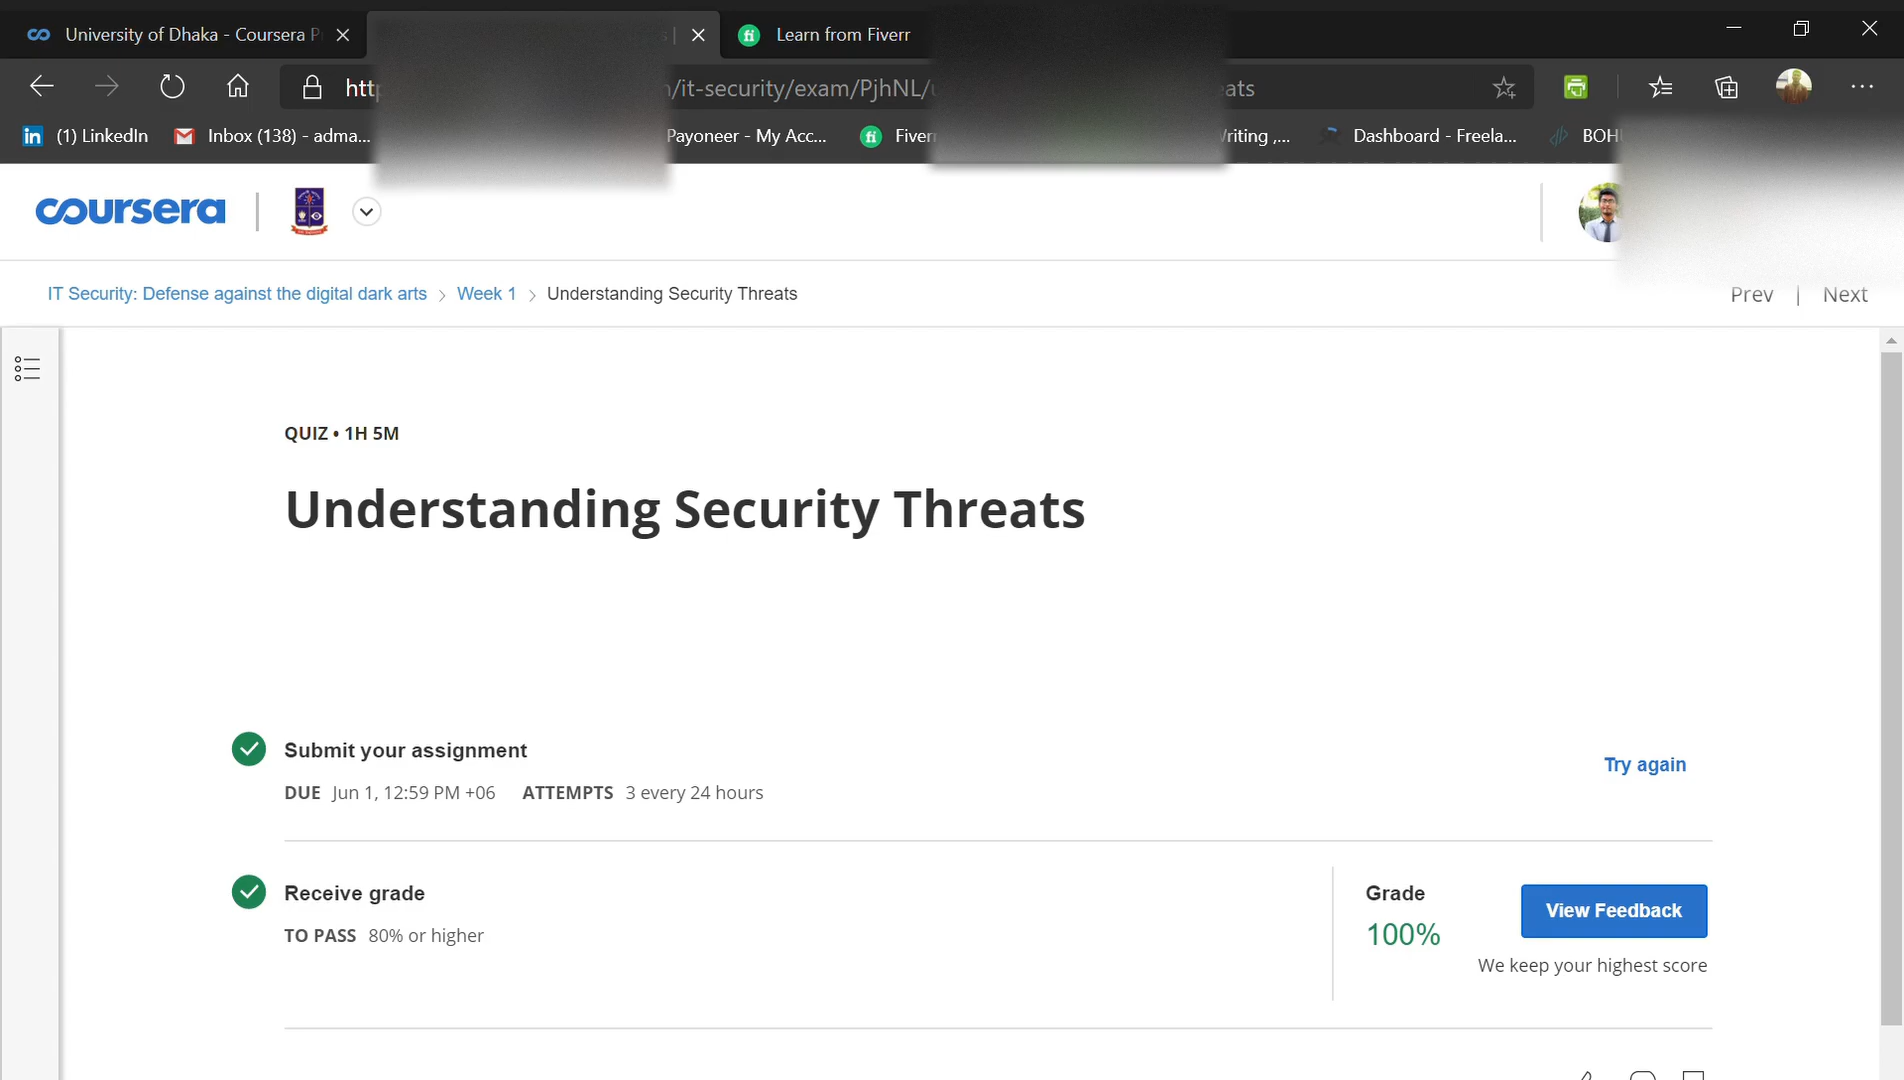 University of Dhaka - Coursera P
Learn from Fiverr
/it-security/exam/PjhNL/
(1) LinkedIn
Inbox (138) - adma...
Payoneer - My Acc...
Dashboard - Freela...
coursera
IT Security: Defense against the digital dark arts > Week 1 > Understanding Security Threats
Prev | Next
QUIZ • 1H 5M
Understanding Security Threats
Submit your assignment
DUE Jun 1, 12:59 PM +06 ATTEMPTS 3 every 24 hours
Try again
Receive grade
TO PASS 80% or higher
Grade
100%
View Feedback
We keep your highest score